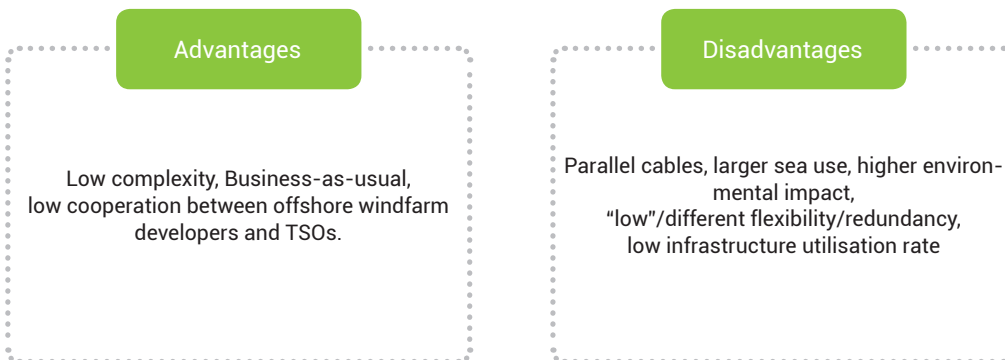 Advantages
Low complexity, Business-as-usual,
low cooperation between offshore windfarm
developers and TSOs.
Disadvantages
Parallel cables, larger sea use, higher environ-
mental impact,
“low”/different flexibility/redundancy,
low infrastructure utilisation rate